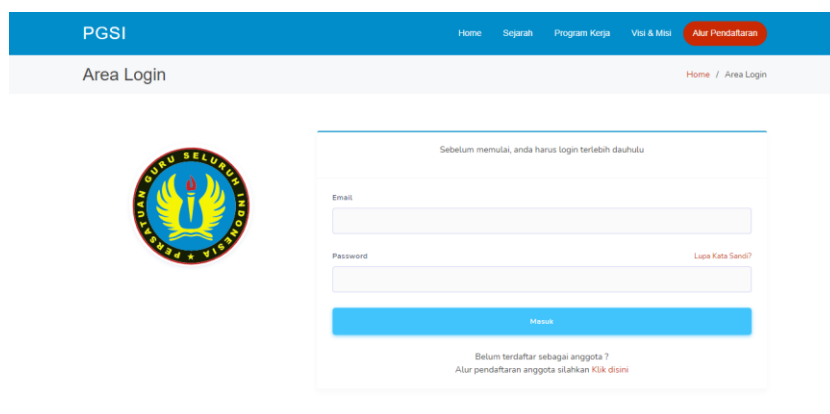 PGSI
Home Sejarah Program Kerja Visi & Misi Alur Pendaftaran
Area Login
Home / Area Login
PERSATUAN GURU SELURUH INDONESIA
Sebelum memulai, anda harus login terlebih dauhulu
Email
Password
Lupa Kata Sandi?
Masuk
Belum terdaftar sebagai anggota ?
Alur pendaftaran anggota silahkan Klik disini